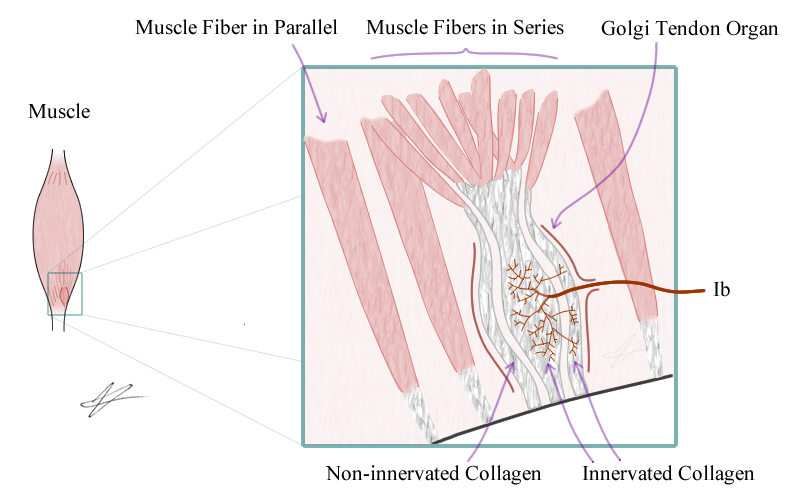 Muscle Fiber in Parallel
Muscle Fibers in Series
Golgi Tendon Organ
Muscle
Ib
Non-innervated Collagen
Innervated Collagen